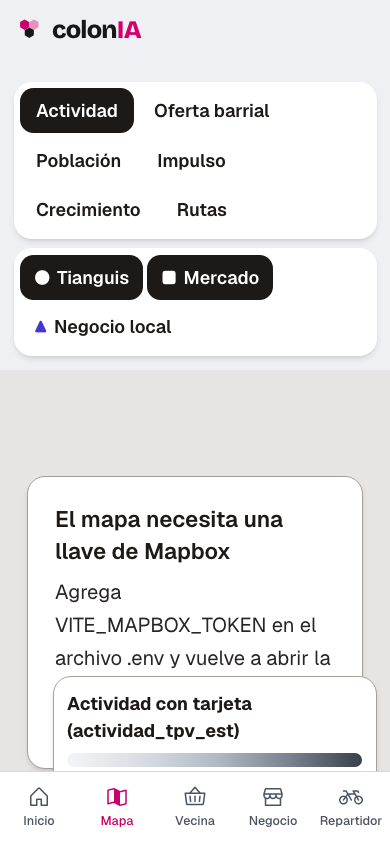 colonIA
Actividad Oferta barrial
Población Impulso
Crecimiento Rutas
Tianguis Mercado
Negocio local
El mapa necesita una
llave de Mapbox
Agrega
VITE_MAPBOX_TOKEN en el
archivo .env y vuelve a abrir la
Actividad con tarjeta
(actividad_tpv_est)
Inicio Mapa Vecina Negocio Repartidor